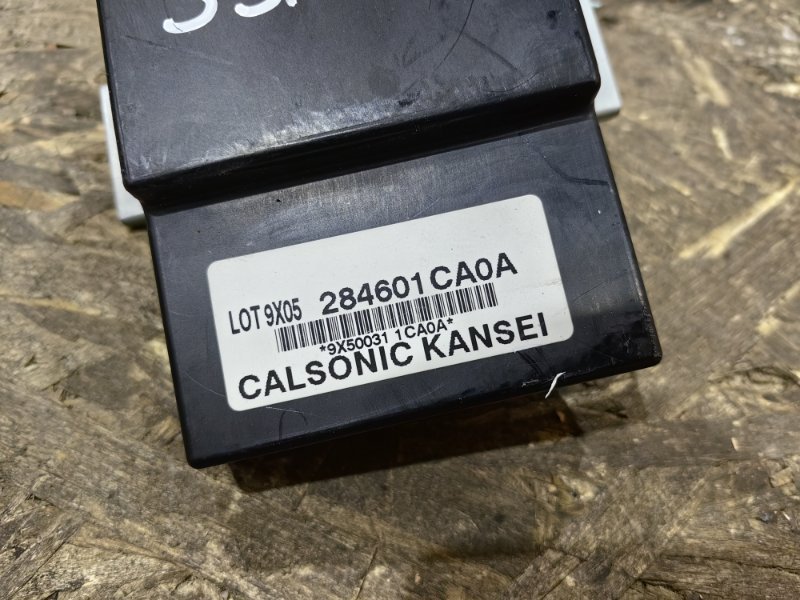 LOT 9X05 284601CA0A
*9X50031 1CA0A*
CALSONIC KANSEI